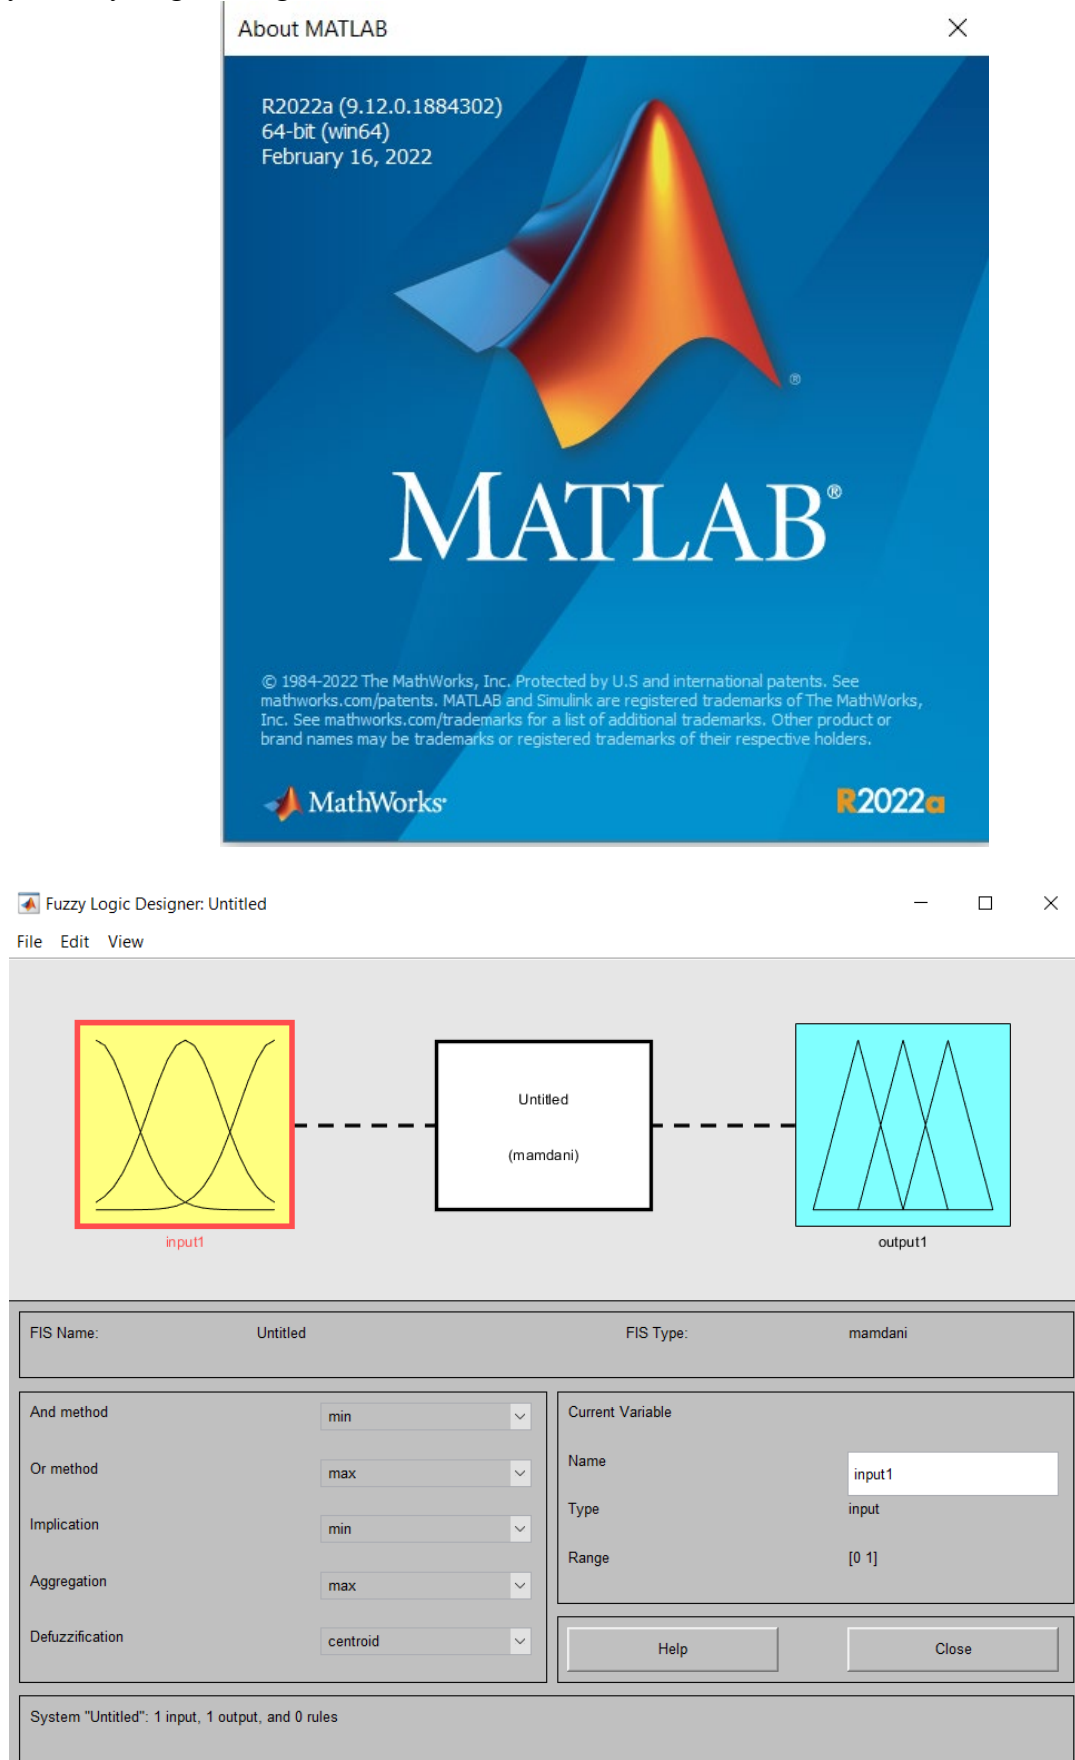 About MATLAB
R2022a (9.12.0.1884302)
64-bit (win64)
February 16, 2022
®
MATLAB®
© 1984-2022 The MathWorks, Inc. Protected by U.S and international patents. See
mathworks.com/patents. MATLAB and Simulink are registered trademarks of The MathWorks,
Inc. See mathworks.com/trademarks for a list of additional trademarks. Other product or
brand names may be trademarks or registered trademarks of their respective holders.
MathWorks®
R2022a
Fuzzy Logic Designer: Untitled
File Edit View
Untitled
(mamdani)
input1
output1
FIS Name: Untitled FIS Type: mamdani
And method min
Or method max
Implication min
Aggregation max
Defuzzification centroid
Current Variable
Name input1
Type input
Range [0 1]
Help Close
System "Untitled": 1 input, 1 output, and 0 rules